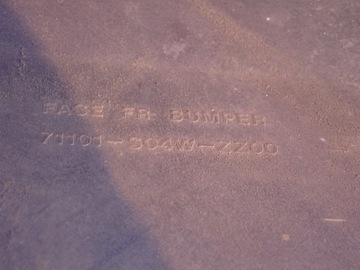 FACE FR BUMPER
71101-S04W-ZZ00